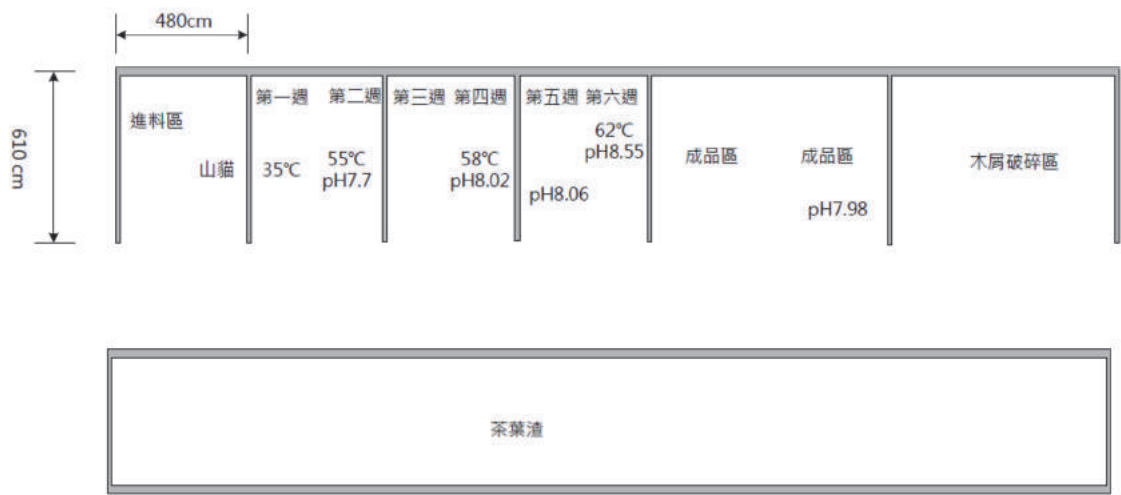 480cm
610 cm
進料區
山貓
第一週
35℃
第二週
55℃
pH7.7
第三週
第四週
58℃
pH8.02
第五週
pH8.06
第六週
62℃
pH8.55
成品區
成品區
pH7.98
木屑破碎區
茶葉渣